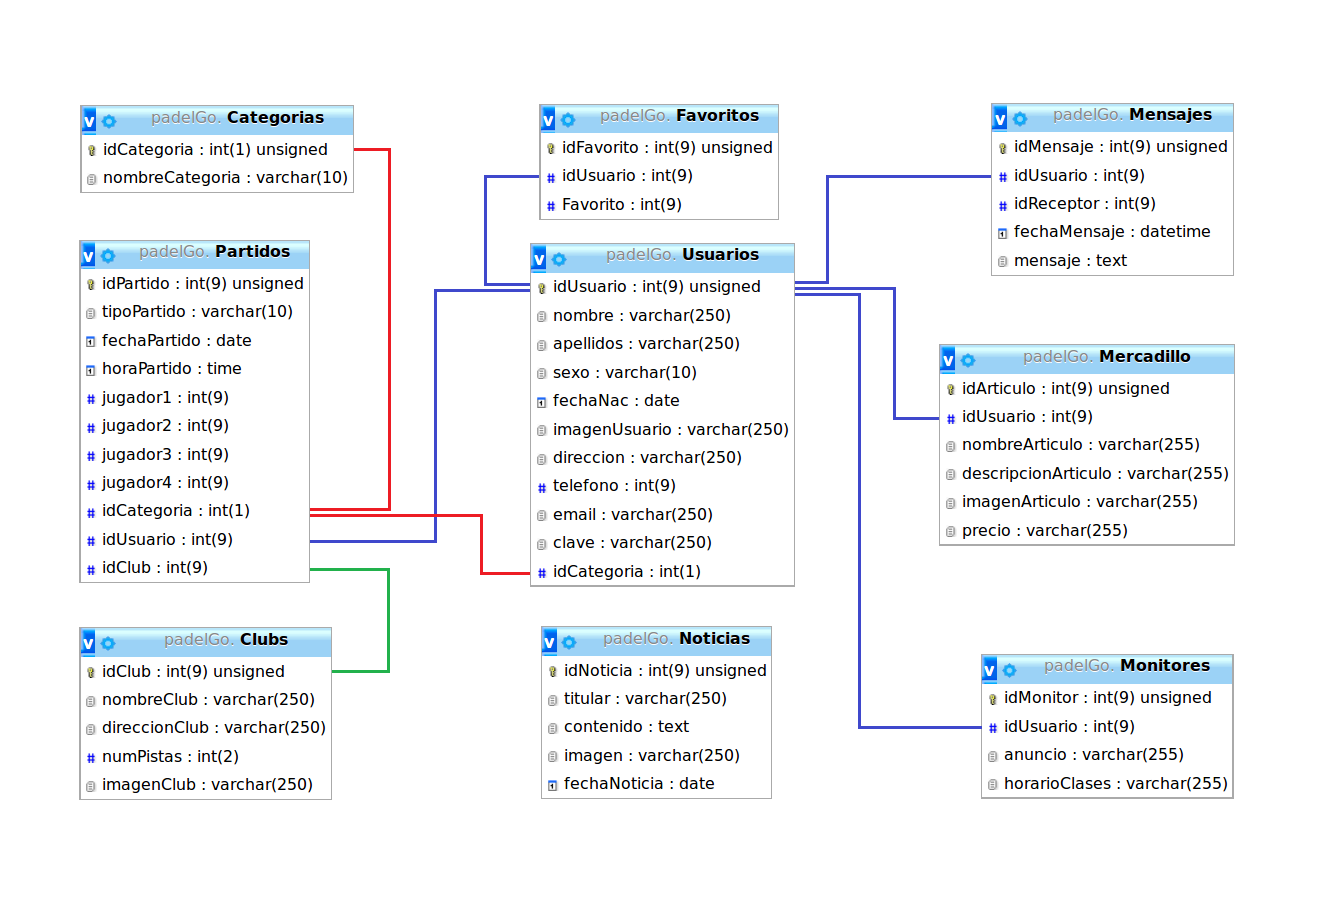 padelGo. Categorias
idCategoria : int(1) unsigned
nombreCategoria : varchar(10)
padelGo. Partidos
idPartido : int(9) unsigned
tipoPartido : varchar(10)
fechaPartido : date
horaPartido : time
jugador1 : int(9)
jugador2 : int(9)
jugador3 : int(9)
jugador4 : int(9)
idCategoria : int(1)
idUsuario : int(9)
idClub : int(9)
padelGo. Clubs
idClub : int(9) unsigned
nombreClub : varchar(250)
direccionClub : varchar(250)
numPistas : int(2)
imagenClub : varchar(250)
padelGo. Favoritos
idFavorito : int(9) unsigned
idUsuario : int(9)
Favorito : int(9)
padelGo. Usuarios
idUsuario : int(9) unsigned
nombre : varchar(250)
apellidos : varchar(250)
sexo : varchar(10)
fechaNac : date
imagenUsuario : varchar(250)
direccion : varchar(250)
telefono : int(9)
email : varchar(250)
clave : varchar(250)
idCategoria : int(1)
padelGo. Noticias
idNoticia : int(9) unsigned
titular : varchar(250)
contenido : text
imagen : varchar(250)
fechaNoticia : date
padelGo. Mensajes
idMensaje : int(9) unsigned
idUsuario : int(9)
idReceptor : int(9)
fechaMensaje : datetime
mensaje : text
padelGo. Mercadillo
idArticulo : int(9) unsigned
idUsuario : int(9)
nombreArticulo : varchar(255)
descripcionArticulo : varchar(255)
imagenArticulo : varchar(255)
precio : varchar(255)
padelGo. Monitores
idMonitor : int(9) unsigned
idUsuario : int(9)
anuncio : varchar(255)
horarioClases : varchar(255)